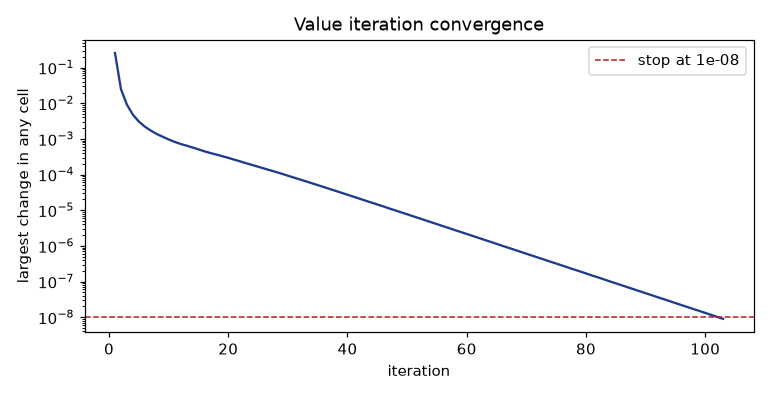 Value iteration convergence
stop at 1e-08
largest change in any cell
10⁻¹
10⁻²
10⁻³
10⁻⁴
10⁻⁵
10⁻⁶
10⁻⁷
10⁻⁸
0 20 40 60 80 100
iteration